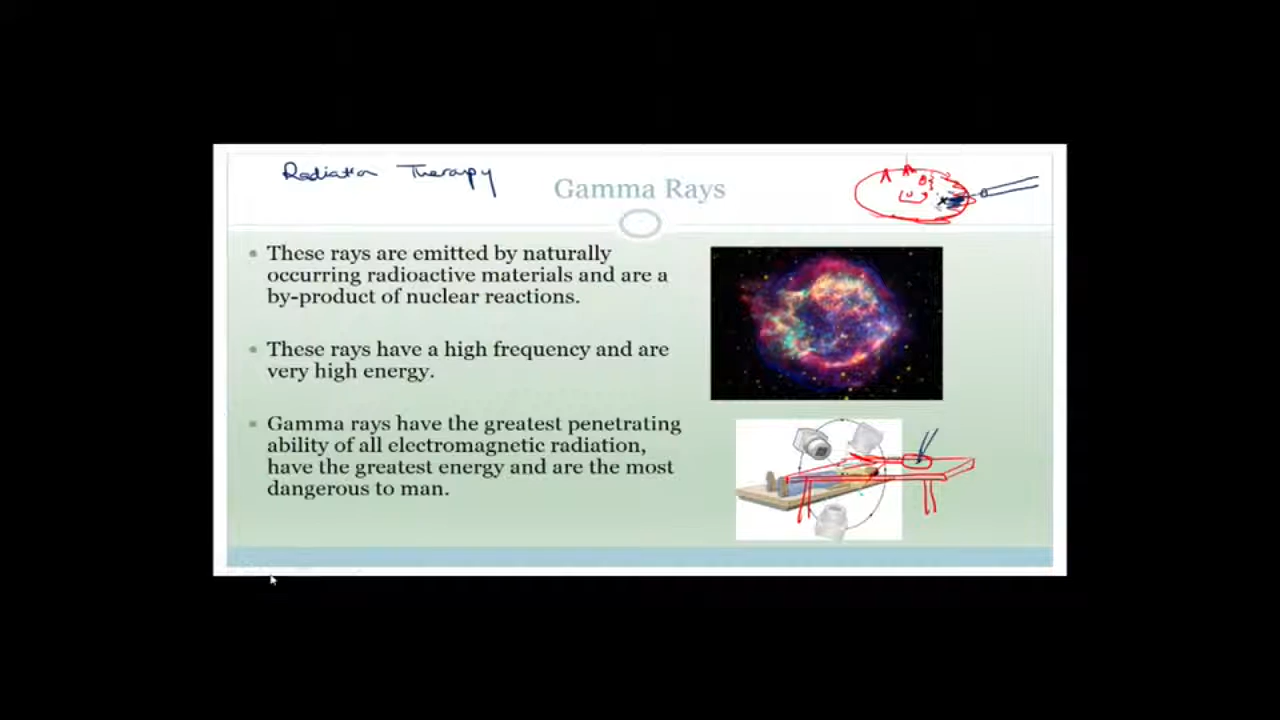 Radiation Therapy
Gamma Rays
These rays are emitted by naturally
occurring radioactive materials and are a
by-product of nuclear reactions.
These rays have a high frequency and are
very high energy.
Gamma rays have the greatest penetrating
ability of all electromagnetic radiation,
have the greatest energy and are the most
dangerous to man.